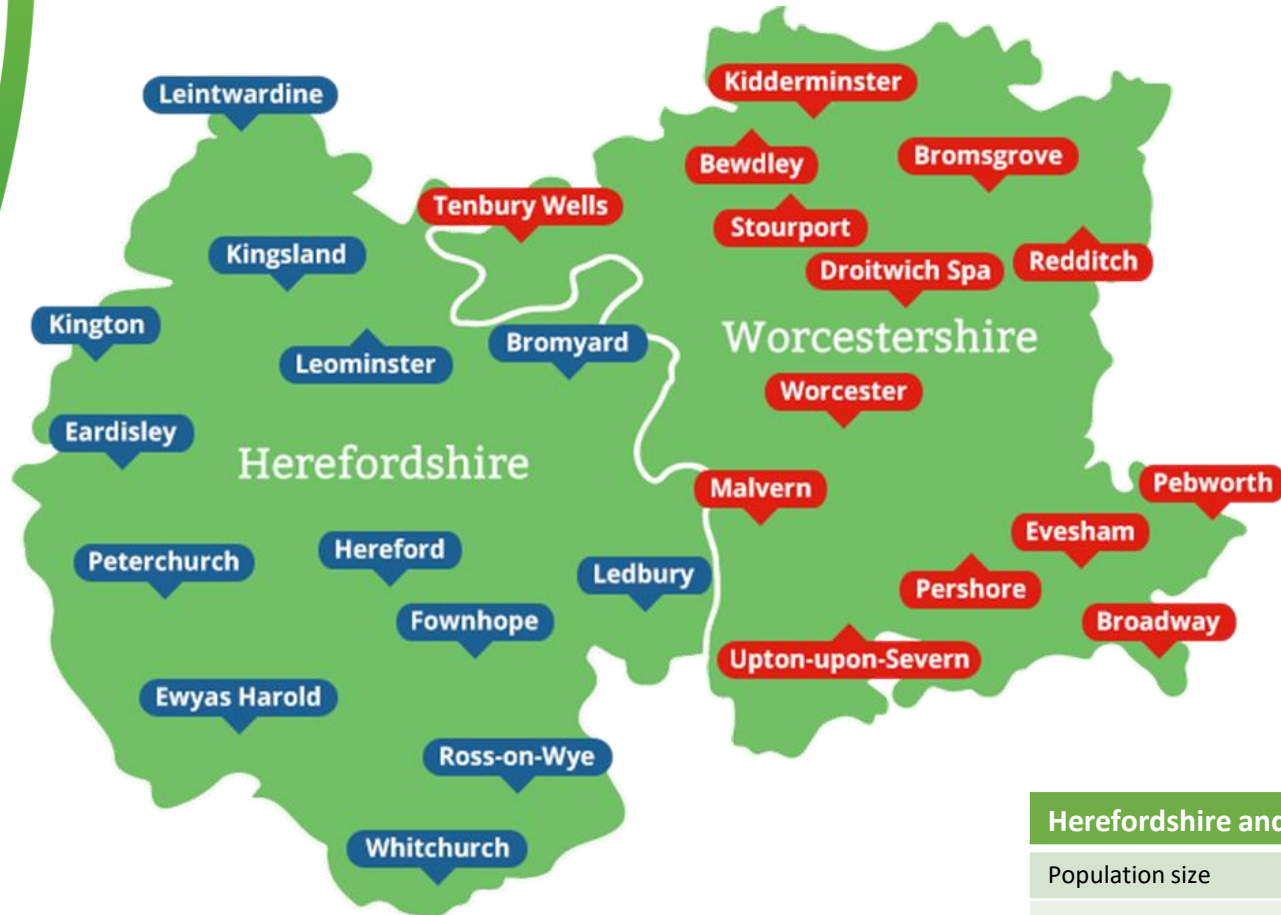 Leintwardine
Kidderminster
Bewdley
Bromsgrove
Tenbury Wells
Stourport
Kingsland
Droitwich Spa
Redditch
Kington
Leominster
Bromyard
Worcestershire
Worcester
Eardisley
Herefordshire
Malvern
Pebworth
Evesham
Peterchurch
Hereford
Ledbury
Pershore
Fownhope
Broadway
Upton-upon-Severn
Ewyas Harold
Ross-on-Wye
Whitchurch
Herefordshire and
Population size